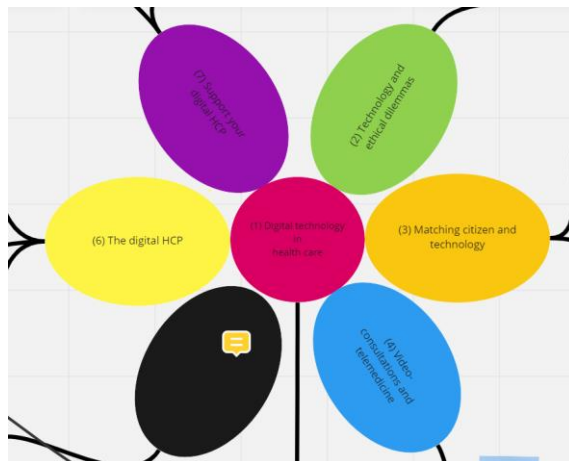 (1) Digital technology
in
health care
(2) Technology and
ethical dilemmas
(3) Matching citizen and
technology
(4) Video-
consultations and
telemedicine
(6) The digital HCP
(7) Support your
digital HCP